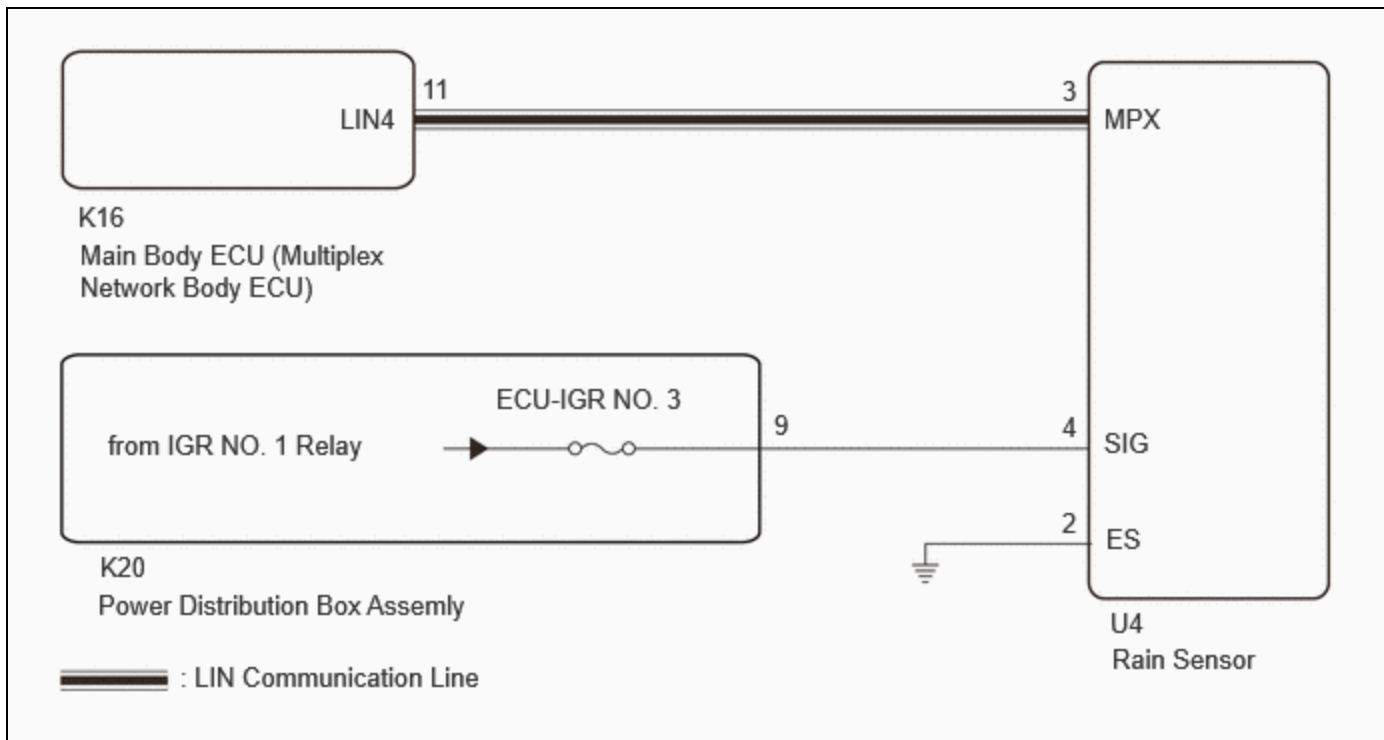 11
3
LIN4
MPX
K16
Main Body ECU (Multiplex
Network Body ECU)
ECU-IGR NO. 3
9
4
from IGR NO. 1 Relay
SIG
2
ES
K20
Power Distribution Box Assemly
U4
Rain Sensor
: LIN Communication Line